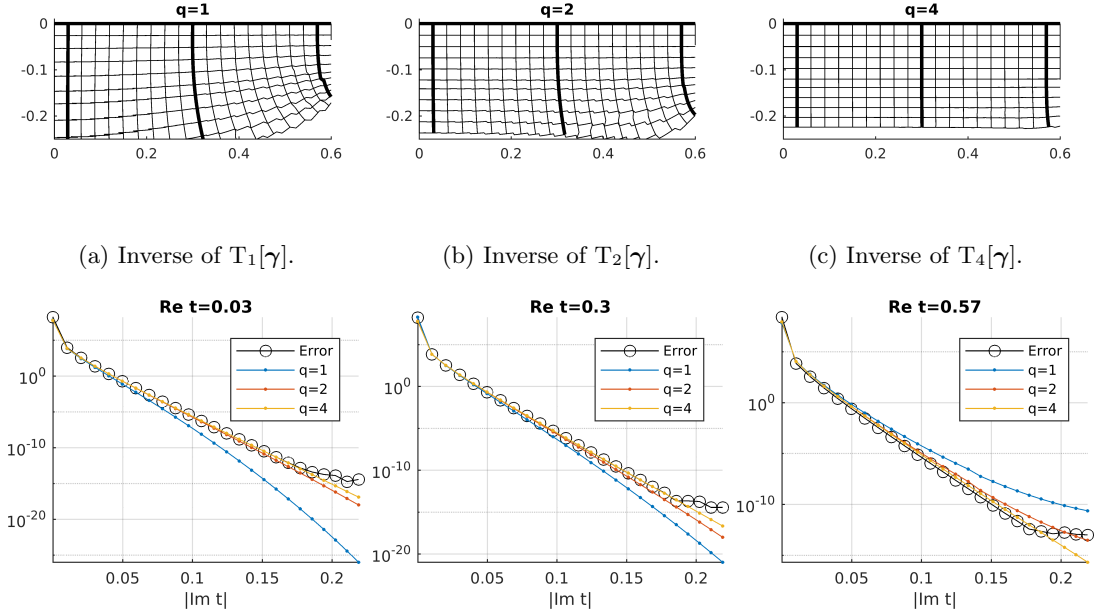 q=1
q=2
q=4
0
-0.1
-0.2
0 0.2 0.4 0.6
0
-0.1
-0.2
0 0.2 0.4 0.6
0
-0.1
-0.2
0 0.2 0.4 0.6
(a) Inverse of T₁[γ].
(b) Inverse of T₂[γ].
(c) Inverse of T₄[γ].
Re t=0.03
10⁰
10⁻¹⁰
10⁻²⁰
Error
q=1
q=2
q=4
0.05 0.1 0.15 0.2
|Im t|
Re t=0.3
10⁰
10⁻¹⁰
10⁻²⁰
Error
q=1
q=2
q=4
0.05 0.1 0.15 0.2
|Im t|
Re t=0.57
10⁰
10⁻¹⁰
Error
q=1
q=2
q=4
0.05 0.1 0.15 0.2
|Im t|